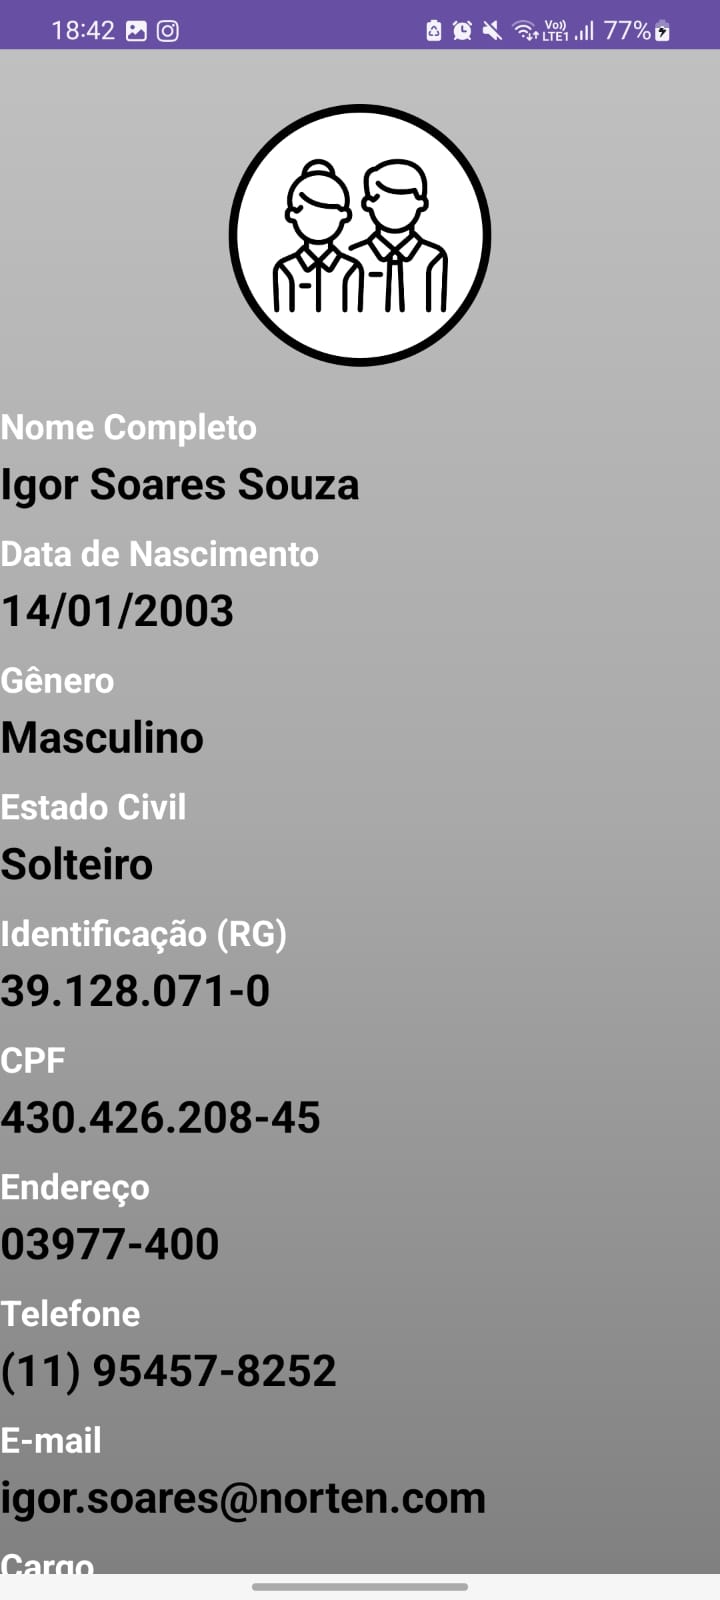 18:42
Vo))
LTE1
77%
Nome Completo
Igor Soares Souza
Data de Nascimento
14/01/2003
Gênero
Masculino
Estado Civil
Solteiro
Identificação (RG)
39.128.071-0
CPF
430.426.208-45
Endereço
03977-400
Telefone
(11) 95457-8252
E-mail
igor.soares@norten.com
Cargo